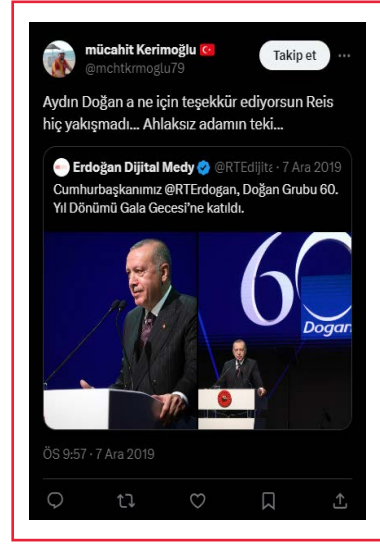 mücahit Kerimoğlu 🇹🇷
Takip et
@mchtkrmoglu79
Aydın Doğan a ne için teşekkür ediyorsun Reis
hiç yakışmadı... Ahlaksız adamın teki...
Erdoğan Dijital Medy @RTEdijita · 7 Ara 2019
Cumhurbaşkanımız @RTErdogan, Doğan Grubu 60.
Yıl Dönümü Gala Gecesi'ne katıldı.
60
Doğan
ÖS 9:57 · 7 Ara 2019